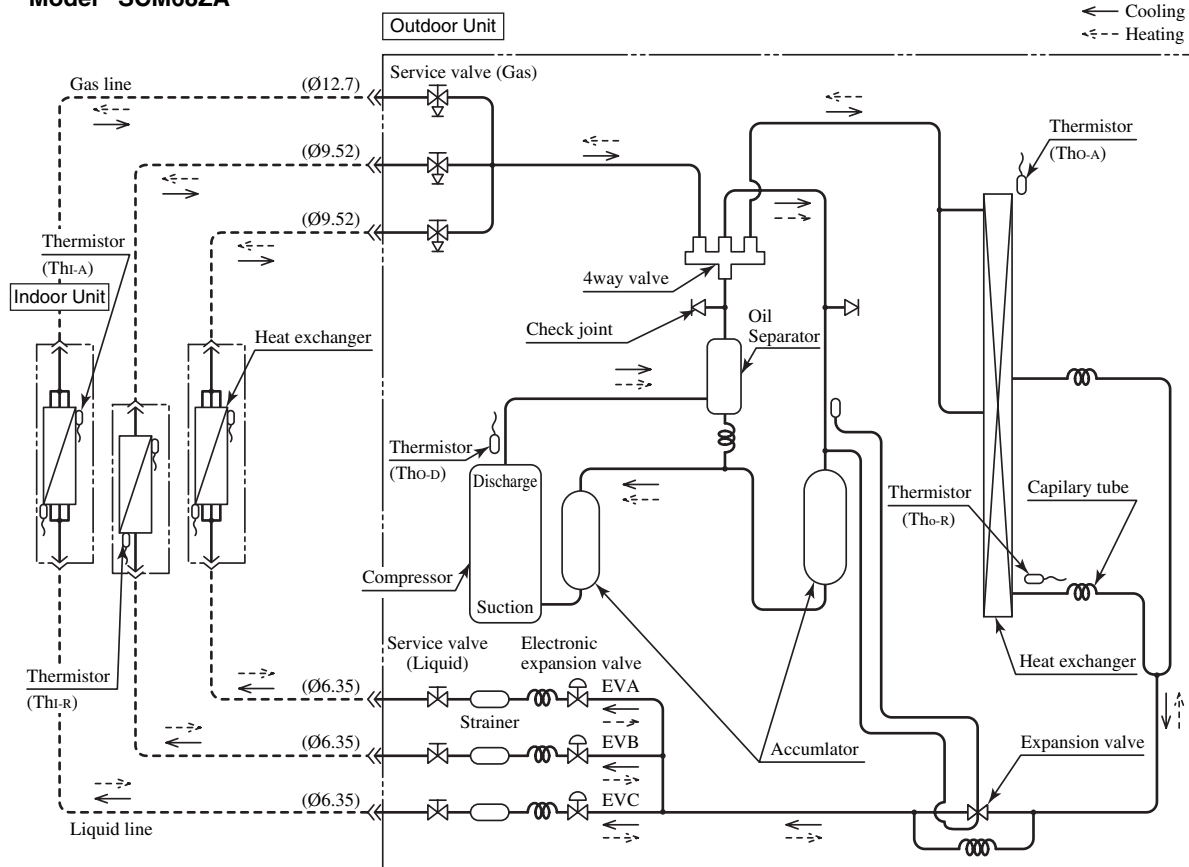 Model
Outdoor Unit
Cooling
Heating
Gas line
(Ø12.7)
Service valve (Gas)
(Ø9.52)
(Ø9.52)
Thermistor
(ThO-A)
Thermistor
(ThI-A)
Indoor Unit
Heat exchanger
4way valve
Check joint
Oil
Separator
Thermistor
(ThO-D)
Discharge
Compressor
Suction
Thermistor
(Tho-R)
Capilary tube
Heat exchanger
Service valve
(Liquid)
Electronic
expansion valve
Thermistor
(ThI-R)
(Ø6.35)
EVA
Strainer
(Ø6.35)
EVB
Accumlator
Expansion valve
(Ø6.35)
EVC
Liquid line